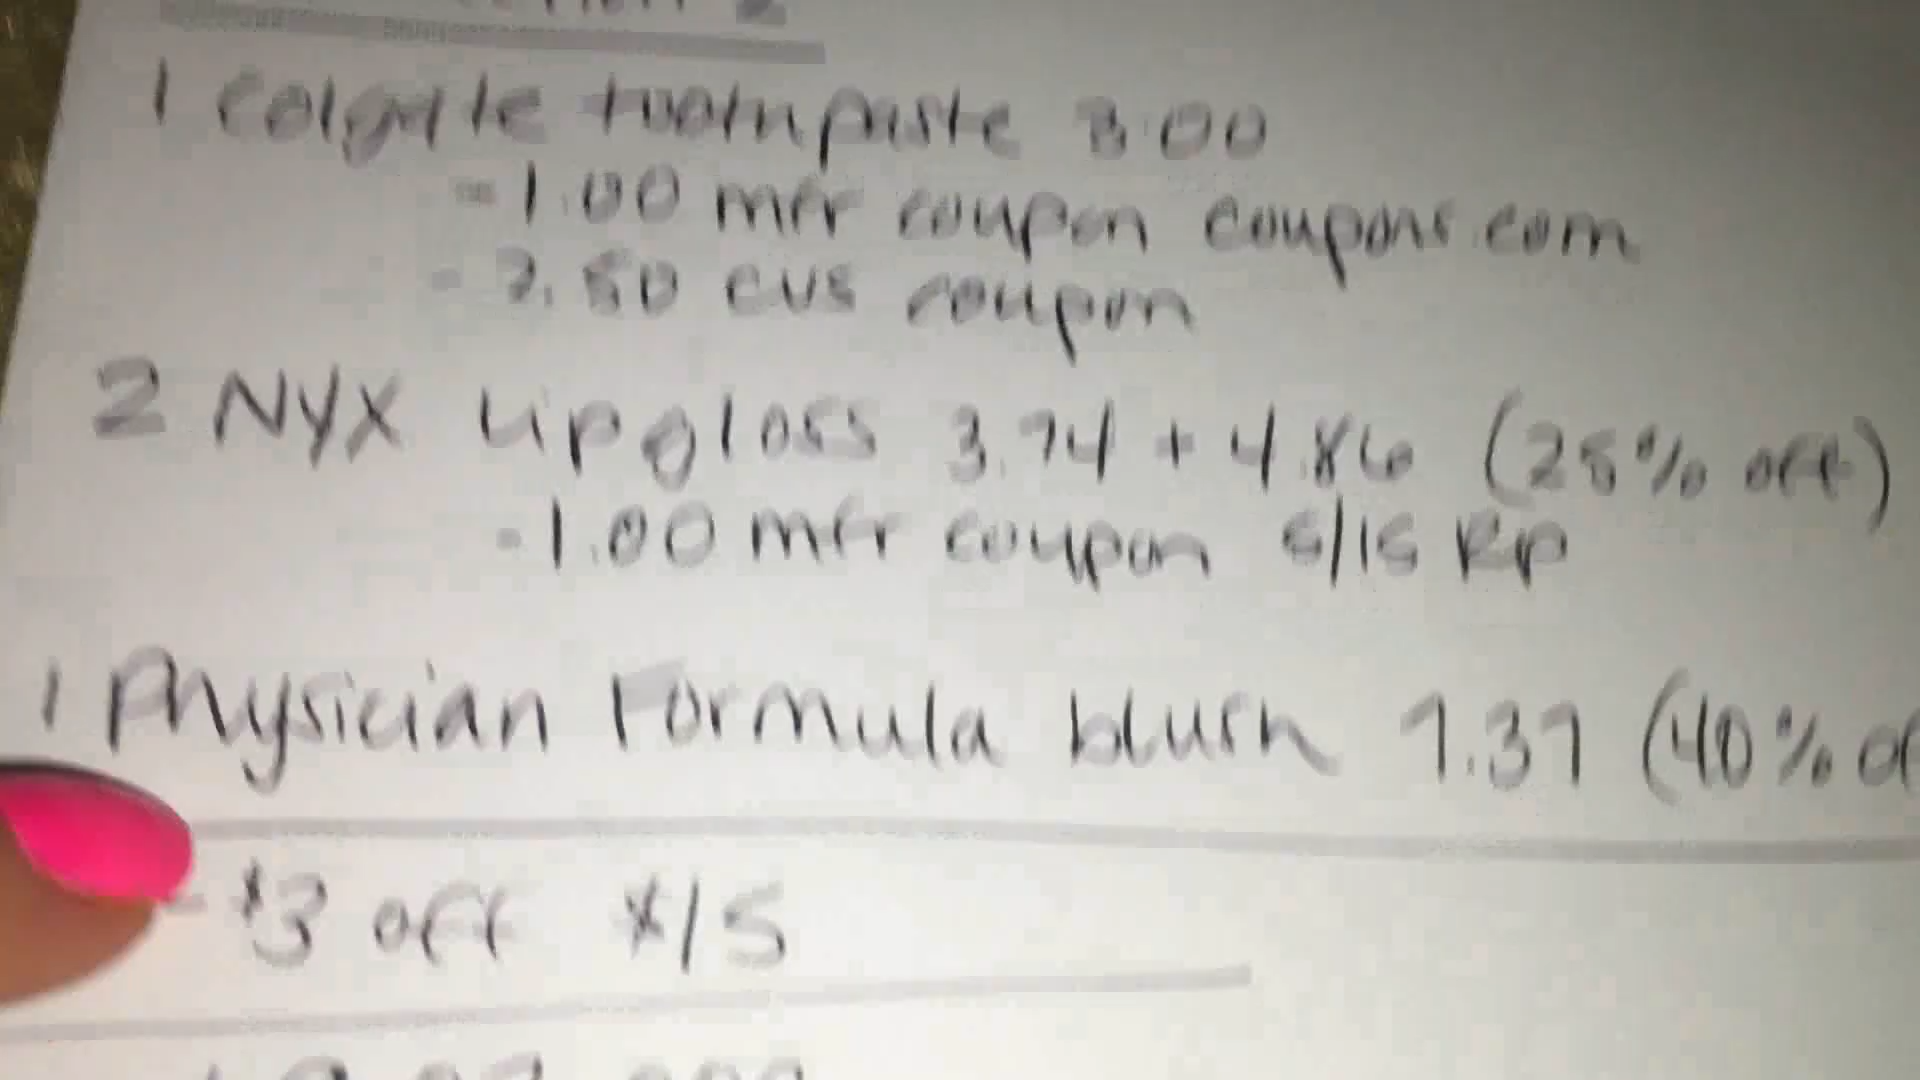 1 Colgate toothpaste 3.00
-1.00 mfr coupon coupons.com
- 2.50 CVS coupon
2 NYX lipgloss 3.74 + 4.86 (25% off)
-1.00 mfr coupon 5/15 RP
1 Physician Formula blush 7.37 (40% of
-$3 off $15